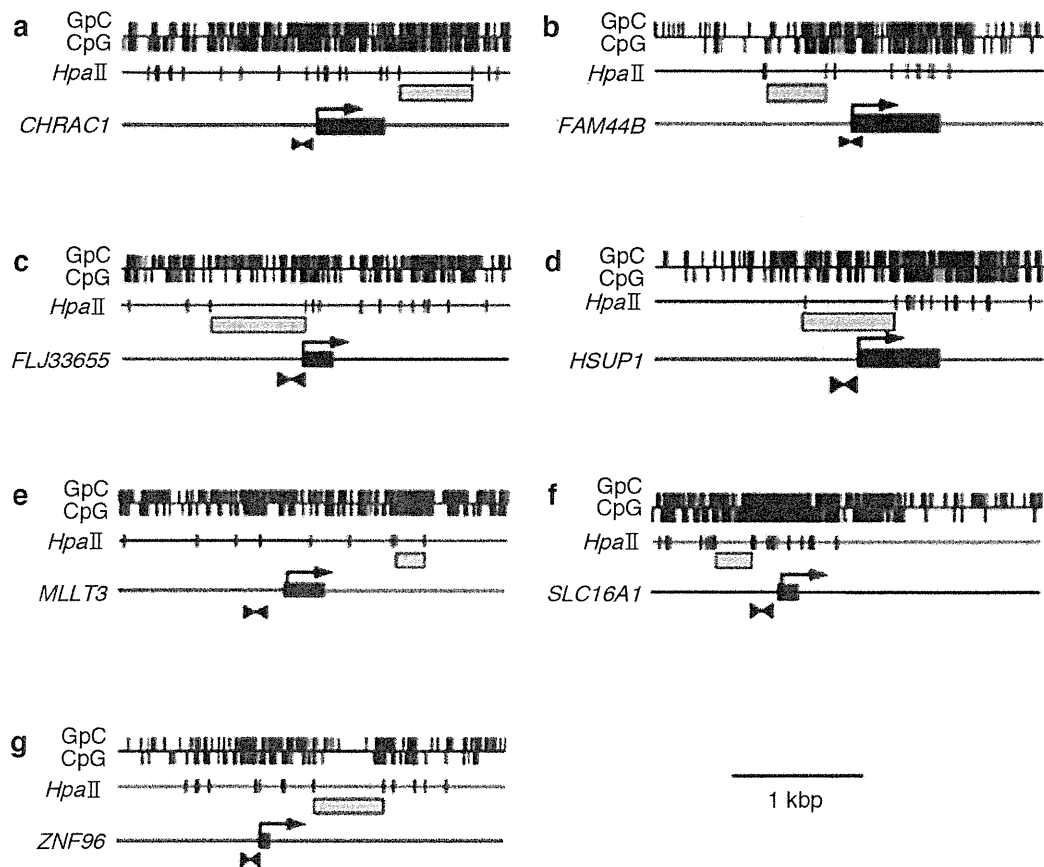 a
GpC
CpG
HpaII
CHRAC1
b
GpC
CpG
HpaII
FAM44B
c
GpC
CpG
HpaII
FLJ33655
d
GpC
CpG
HpaII
HSUP1
e
GpC
CpG
HpaII
MLLT3
f
GpC
CpG
HpaII
SLC16A1
g
GpC
CpG
HpaII
ZNF96
1 kbp